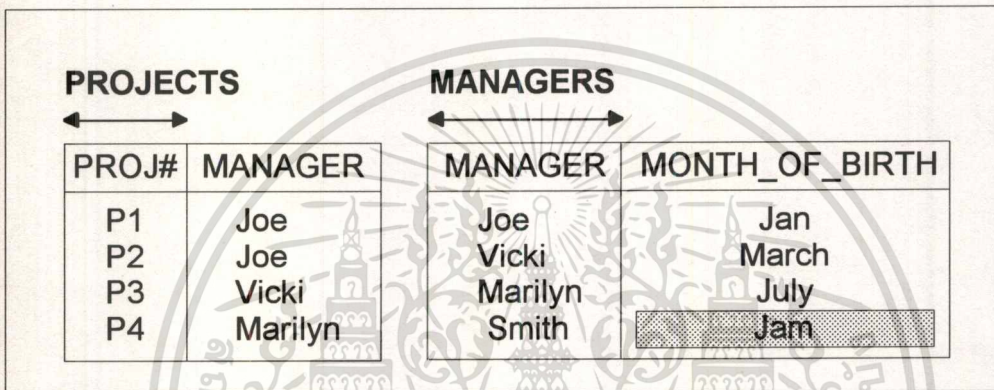 PROJECTS MANAGERS
PROJ# MANAGER MANAGER MONTH_OF_BIRTH
P1 Joe Joe Jan
P2 Joe Vicki March
P3 Vicki Marilyn July
P4 Marilyn Smith Jam